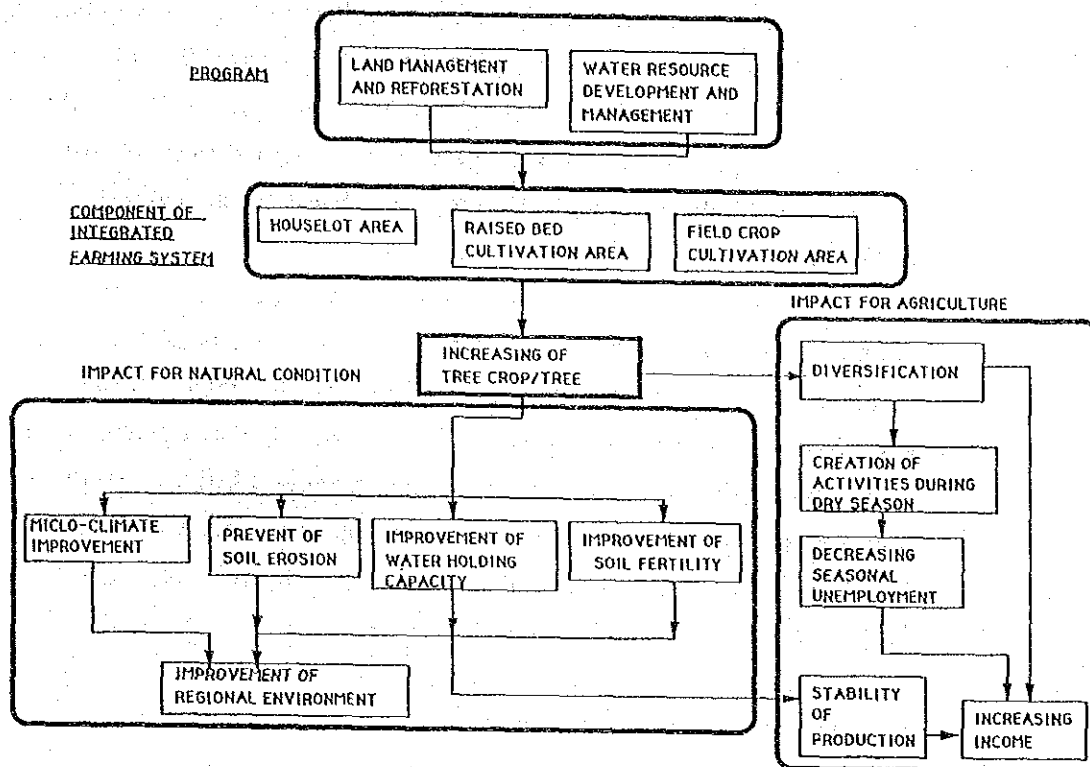 PROGRAM
LAND MANAGEMENT
AND REFORESTATION
WATER RESOURCE
DEVELOPMENT AND
MANAGEMENT
COMPONENT OF
INTEGRATED
FARMING SYSTEM
HOUSELOT AREA
RAISED BED
CULTIVATION AREA
FIELD CROP
CULTIVATION AREA
IMPACT FOR AGRICULTURE
INCREASING OF
TREE CROP/TREE
IMPACT FOR NATURAL CONDITION
DIVERSIFICATION
CREATION OF
ACTIVITIES DURING
DRY SEASON
MICLO-CLIMATE
IMPROVEMENT
PREVENT OF
SOIL EROSION
IMPROVEMENT OF
WATER HOLDING
CAPACITY
IMPROVEMENT OF
SOIL FERTILITY
DECREASING
SEASONAL
UNEMPLOYMENT
IMPROVEMENT OF
REGIONAL ENVIRONMENT
STABILITY
OF
PRODUCTION
INCREASING
INCOME